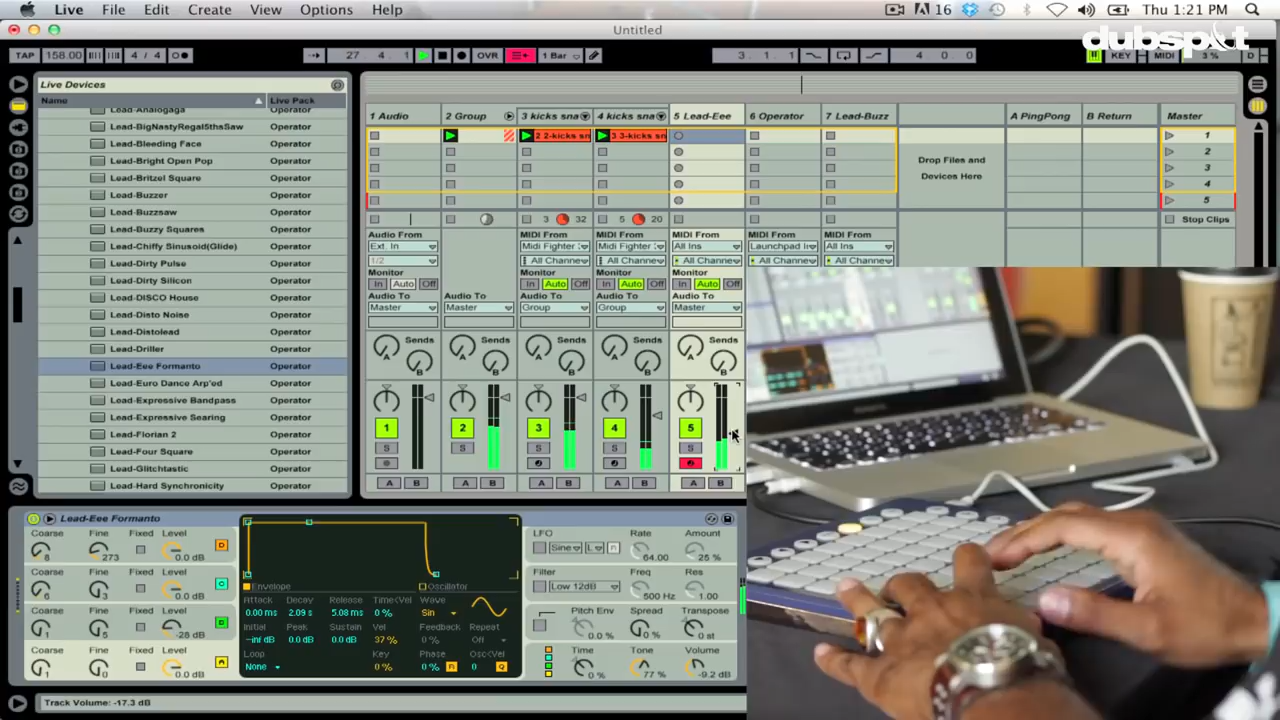 Live File Edit Create View Options Help
16
Thu 1:21 PM
Untitled
dubspot
TAP 158.00 4 / 4 27 4 1 OVR 1 Bar 3 1 1 4 0 0 KEY MIDI 3 % D
Live Devices
Name Live Pack
Lead-Analogaga Operator
Lead-BigNastyRegal5thsSaw Operator
Lead-Bleeding Face Operator
Lead-Bright Open Pop Operator
Lead-Britzel Square Operator
Lead-Buzzer Operator
Lead-Buzzsaw Operator
Lead-Buzzy Squares Operator
Lead-Chiffy Sinusoid(Glide) Operator
Lead-Dirty Pulse Operator
Lead-Dirty Silicon Operator
Lead-DISCO House Operator
Lead-Disto Noise Operator
Lead-Distolead Operator
Lead-Driller Operator
Lead-Eee Formanto Operator
Lead-Euro Dance Arp'ed Operator
Lead-Expressive Bandpass Operator
Lead-Expressive Searing Operator
Lead-Florian 2 Operator
Lead-Four Square Operator
Lead-Glitchtastic Operator
Lead-Hard Synchronicity Operator
1 Audio 2 Group 3 kicks sna 4 kicks sna 5 Lead-Eee 6 Operator 7 Lead-Buzz A PingPong B Return Master
2 2-kicks sn 3 3-kicks sn 1
2
3
4
5
Drop Files and
Devices Here
3 32 5 20 Stop Clips
Audio From MIDI From MIDI From MIDI From MIDI From MIDI From
Ext. In Midi Fighter Midi Fighter All Ins Launchpad In All Ins
1/2 All Channe All Channe All Channe All Channe All Channe
Monitor Monitor Monitor Monitor
In Auto Off In Auto Off In Auto Off In Auto Off
Audio To Audio To Audio To Audio To Audio To
Master Master Group Group Master
Sends Sends Sends Sends Sends
A B A B A B A B A B
1 2 3 4 5
S S S S S
A B A B A B A B A B
Lead-Eee Formanto
Coarse Fine Fixed Level
8 273 0.0 dB D
Coarse Fine Fixed Level
6 3 0.0 dB C
Coarse Fine Fixed Level
1 5 -28 dB B
Coarse Fine Fixed Level
1 0 0.0 dB A
Envelope Oscillator
Attack Decay Release Time<Vel Wave
0.00 ms 2.09 s 5.08 ms 0 % Sin
Initial Peak Sustain Vel Feedback Repeat
-inf dB 0.0 dB 0.0 dB 37 % 0 % Off
Loop Key Phase Osc<Vel
None 0 % 0 % R 0 Q
LFO Sine L R Rate Amount
64.00 25 %
Filter Low 12dB Freq Res
500 Hz 1.00
Pitch Env Spread Transpose
0.0 % 0 % 0 st
Time Tone Volume
0 % 77 % -9.2 dB
Track Volume: -17.3 dB